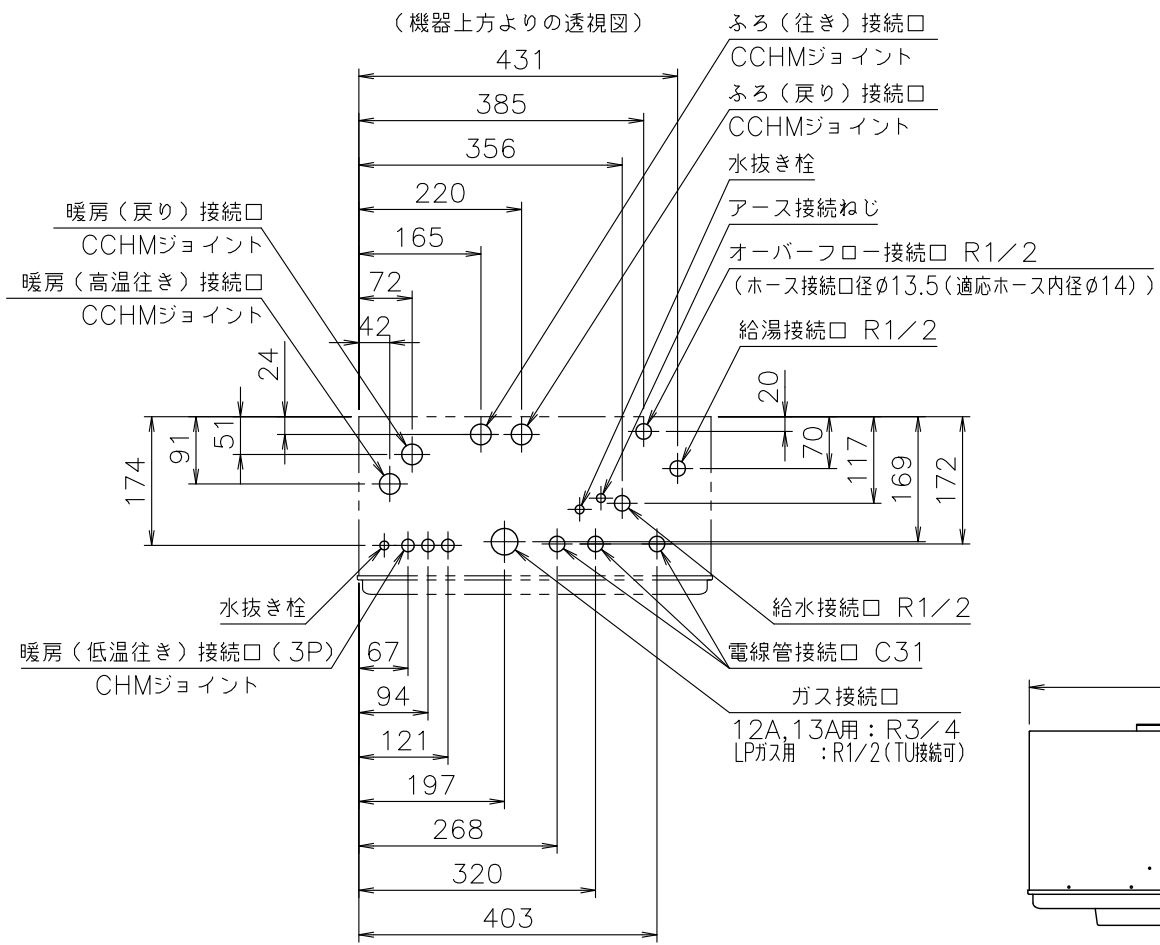 （機器上方よりの透視図）
ふろ（往き）接続口
CCHMジョイント
431
ふろ（戻り）接続口
CCHMジョイント
385
356
水抜き栓
220
アース接続ねじ
暖房（戻り）接続口
CCHMジョイント
165
オーバーフロー接続口 R1／2
（ホース接続口径φ13.5(適応ホース内径φ14)）
暖房（高温往き）接続口
CCHMジョイント
72
42
給湯接続口 R1／2
24
20
51
91
174
70
117
169
172
水抜き栓
給水接続口 R1／2
暖房（低温往き）接続口（3P）
CHMジョイント
67
電線管接続口 C31
94
ガス接続口
12A,13A用：R3／4
LPガス用　：R1／2(TU接続可)
121
197
268
320
403